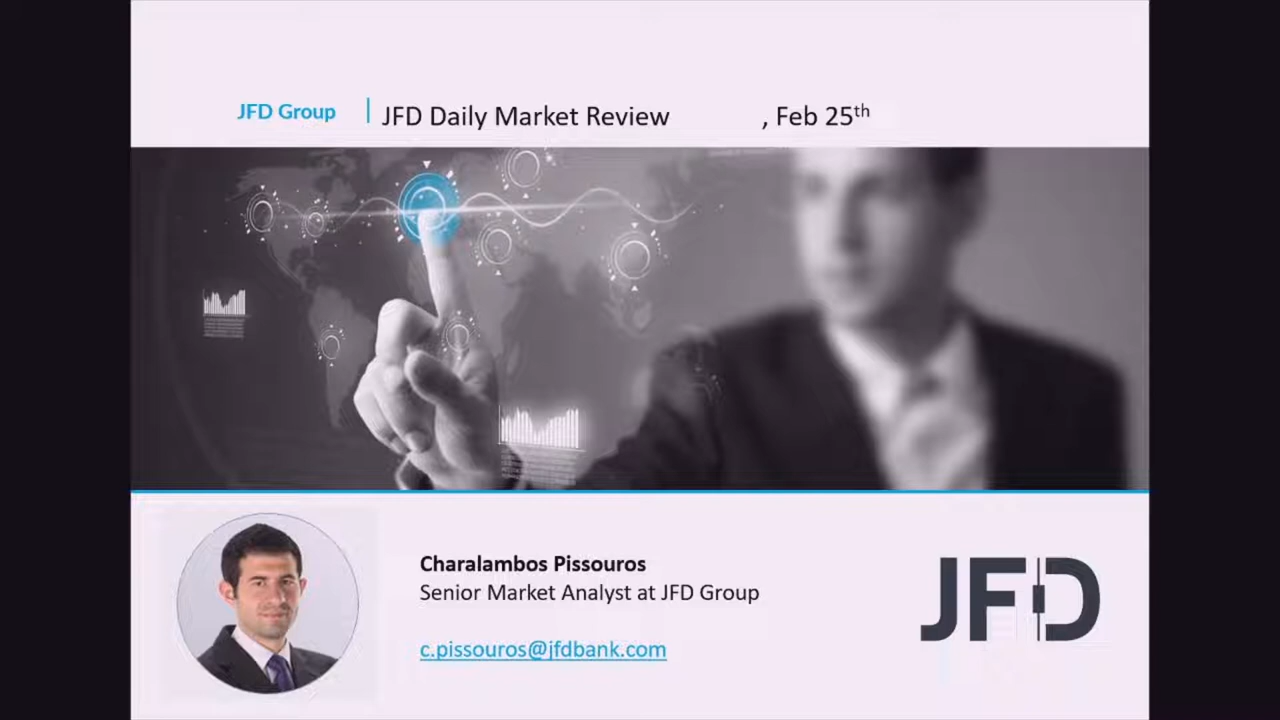 JFD Group
JFD Daily Market Review , Feb 25th
Charalambos Pissouros
Senior Market Analyst at JFD Group
c.pissouros@jfdbank.com
JFD